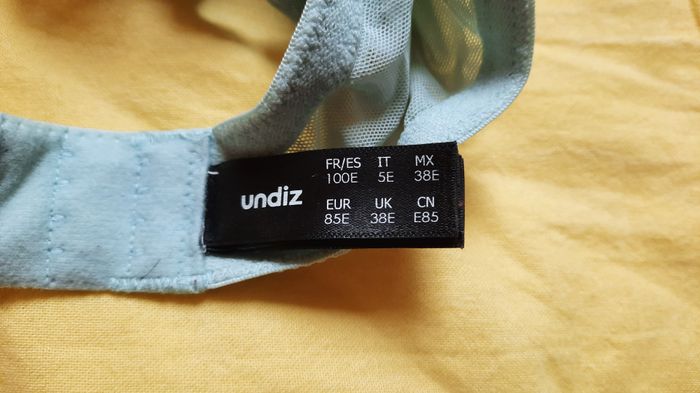 undiz
FR/ES IT MX
100E 5E 38E
EUR UK CN
85E 38E E85